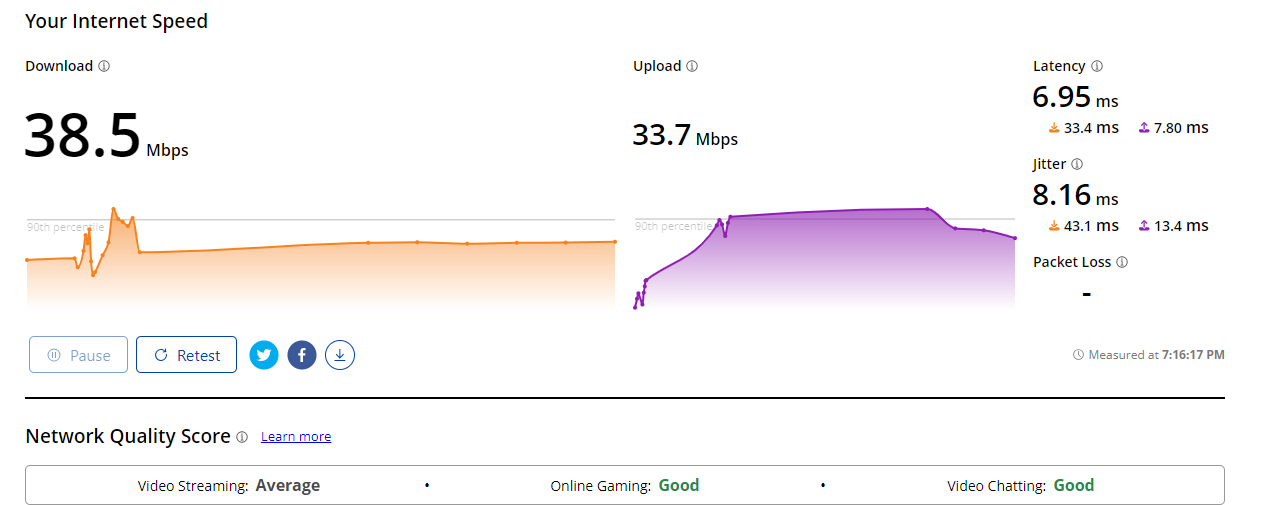 Your Internet Speed
Download
38.5 Mbps
90th percentile
Upload
33.7 Mbps
90th percentile
Latency
6.95 ms
33.4 ms 7.80 ms
Jitter
8.16 ms
43.1 ms 13.4 ms
Packet Loss
-
Pause Retest
Measured at 7:16:17 PM
Network Quality Score Learn more
Video Streaming: Average • Online Gaming: Good • Video Chatting: Good